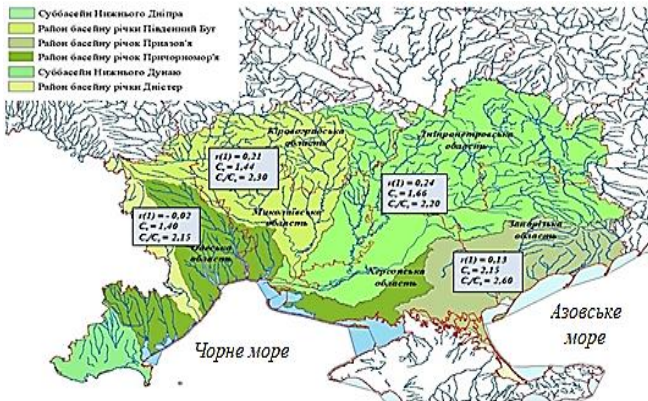 Суббасейн Нижнього Дніпра
Район басейну річки Південний Буг
Район басейну річок Приазов'я
Район басейну річок Причорномор'я
Суббасейн Нижнього Дунаю
Район басейну річки Дністер
Кіровоградська
область
Дніпропетровська
область
r(1) = 0,21
Cᵥ = 1,44
Cₛ/Cᵥ = 2,30
r(1) = 0,24
Cᵥ = 1,66
Cₛ/Cᵥ = 2,20
Миколаївська
область
r(1) = - 0,02
Cᵥ = 1,40
Cₛ/Cᵥ = 2,15
Одеська
область
Запорізька
область
r(1) = 0,13
Cᵥ = 2,15
Cₛ/Cᵥ = 2,60
Херсонська
область
Азовське
море
Чорне море